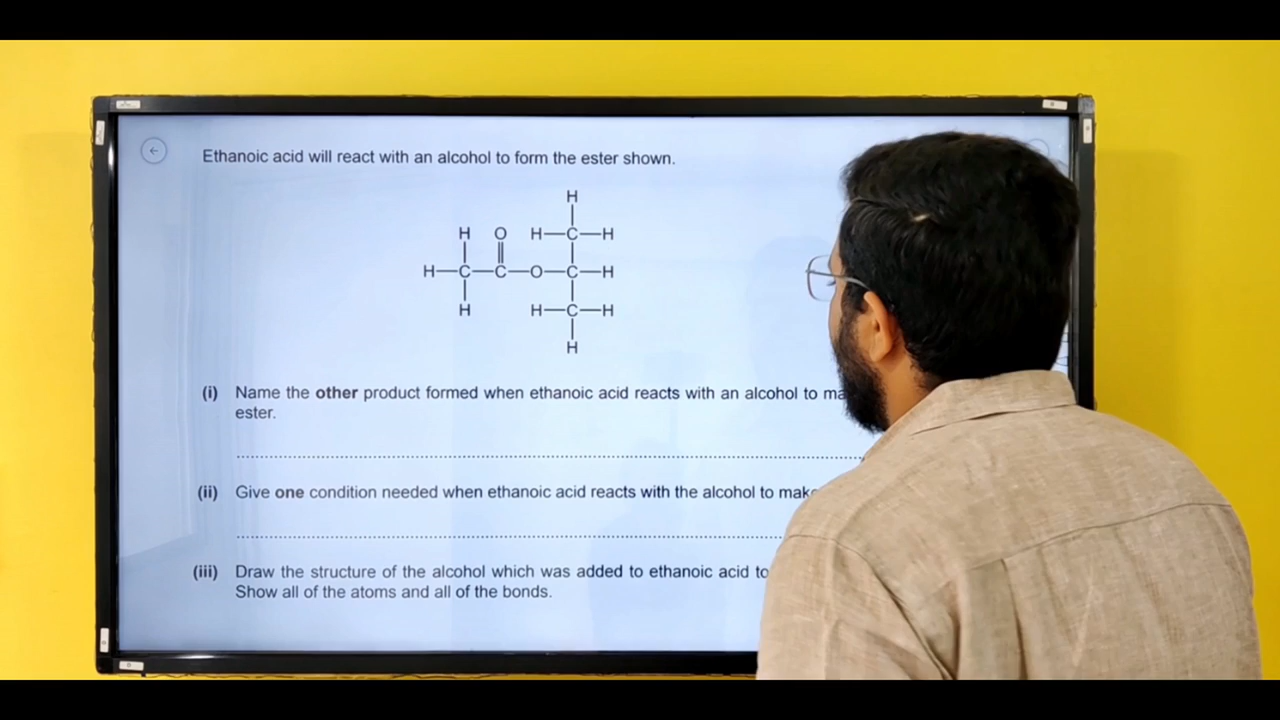 Ethanoic acid will react with an alcohol to form the ester shown.
H
H O H—C—H
H—C—C—O—C—H
H H—C—H
H
(i) Name the other product formed when ethanoic acid reacts with an alcohol to
ester.
(ii) Give one condition needed when ethanoic acid reacts with the alcohol to
(iii) Draw the structure of the alcohol which was added to ethanoic acid to
Show all of the atoms and all of the bonds.